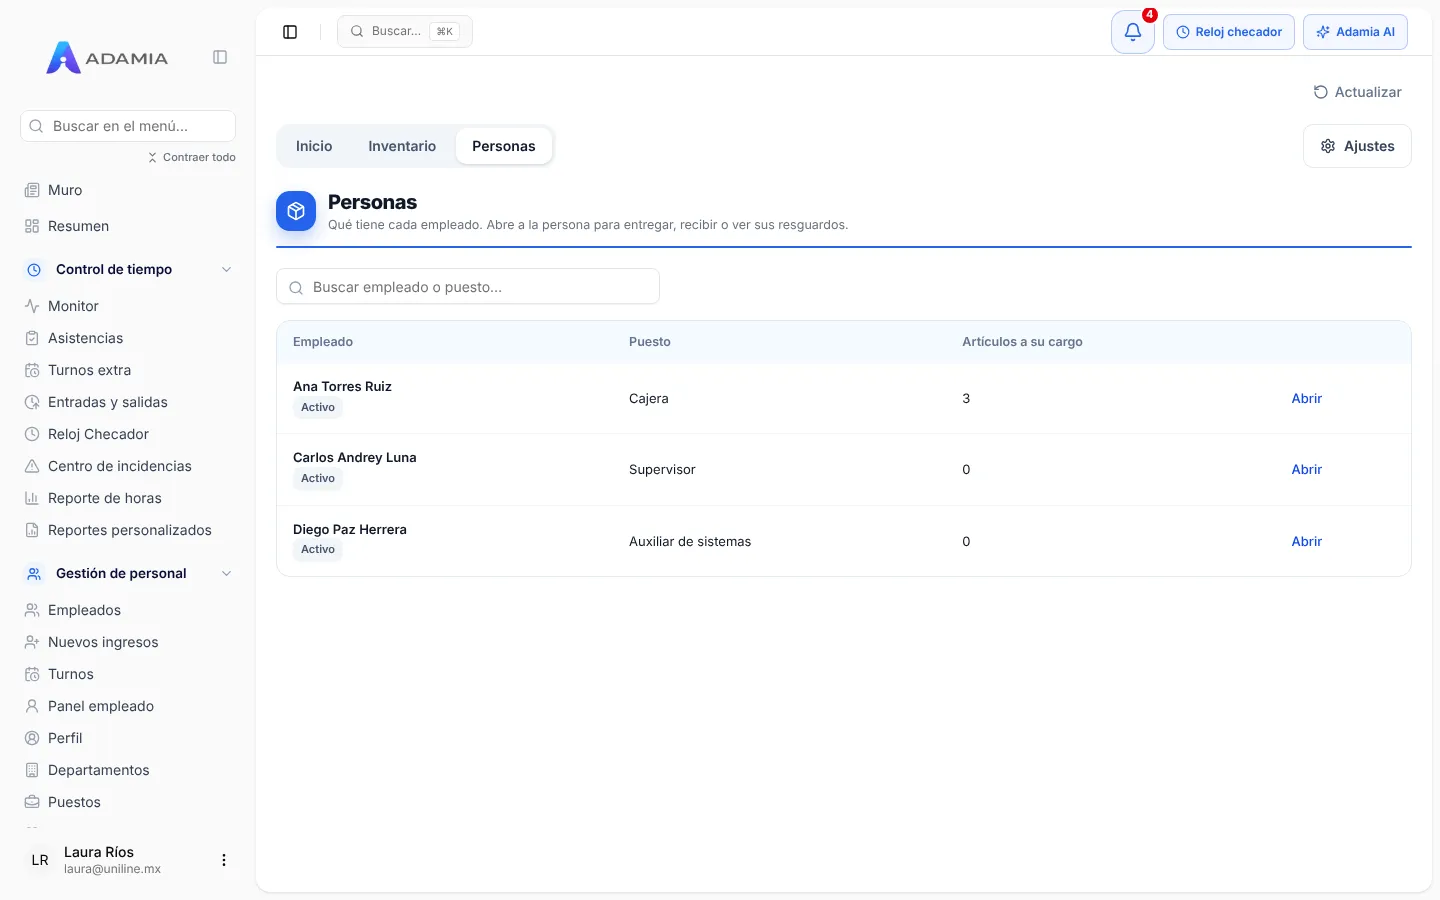 ADAMIA
Buscar en el menú...
Contraer todo
Muro
Resumen
Control de tiempo
Monitor
Asistencias
Turnos extra
Entradas y salidas
Reloj Checador
Centro de incidencias
Reporte de horas
Reportes personalizados
Gestión de personal
Empleados
Nuevos ingresos
Turnos
Panel empleado
Perfil
Departamentos
Puestos
LR
Laura Ríos
laura@uniline.mx
Buscar... ⌘K
4
Reloj checador
Adamia AI
Actualizar
Inicio Inventario Personas
Ajustes
Personas
Qué tiene cada empleado. Abre a la persona para entregar, recibir o ver sus resguardos.
Buscar empleado o puesto...
Empleado Puesto Artículos a su cargo
Ana Torres Ruiz
Activo
Cajera 3 Abrir
Carlos Andrey Luna
Activo
Supervisor 0 Abrir
Diego Paz Herrera
Activo
Auxiliar de sistemas 0 Abrir